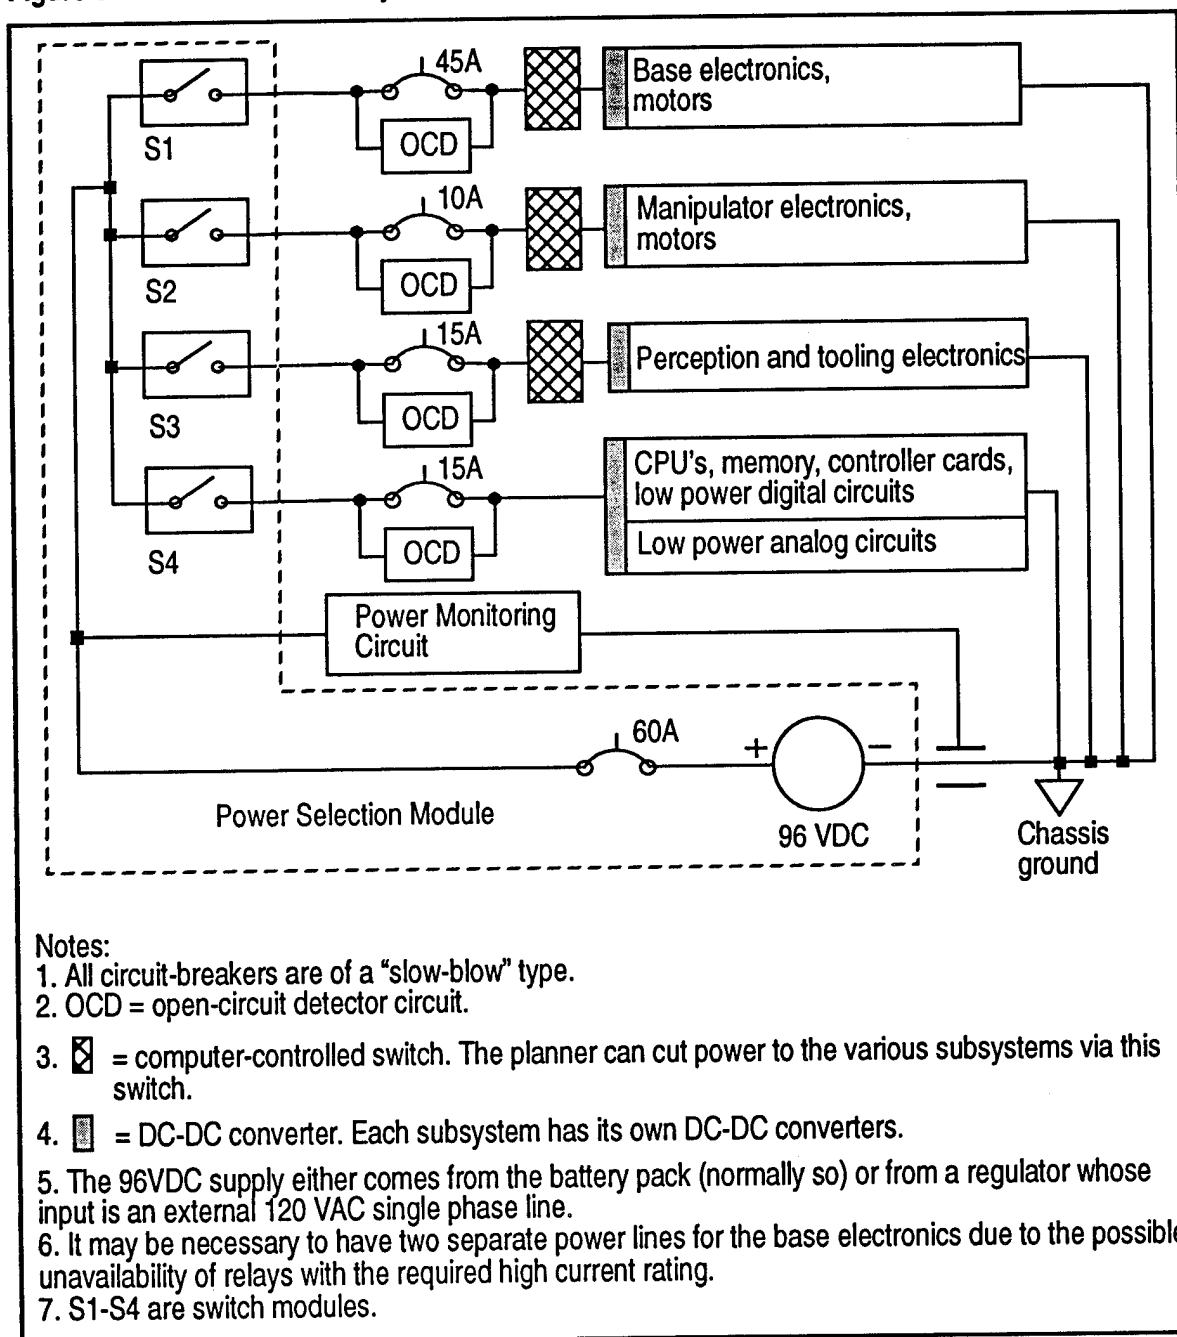 45A
Base electronics,
motors
OCD
S1
10A
Manipulator electronics,
motors
OCD
S2
15A
Perception and tooling electronics
OCD
S3
15A
CPU's, memory, controller cards,
low power digital circuits
OCD
Low power analog circuits
S4
Power Monitoring
Circuit
60A
+
−
Power Selection Module
96 VDC
Chassis
ground
Notes:
1. All circuit-breakers are of a “slow-blow” type.
2. OCD = open-circuit detector circuit.
3. = computer-controlled switch. The planner can cut power to the various subsystems via this
switch.
4. = DC-DC converter. Each subsystem has its own DC-DC converters.
5. The 96VDC supply either comes from the battery pack (normally so) or from a regulator whose
input is an external 120 VAC single phase line.
6. It may be necessary to have two separate power lines for the base electronics due to the possible
unavailability of relays with the required high current rating.
7. S1-S4 are switch modules.